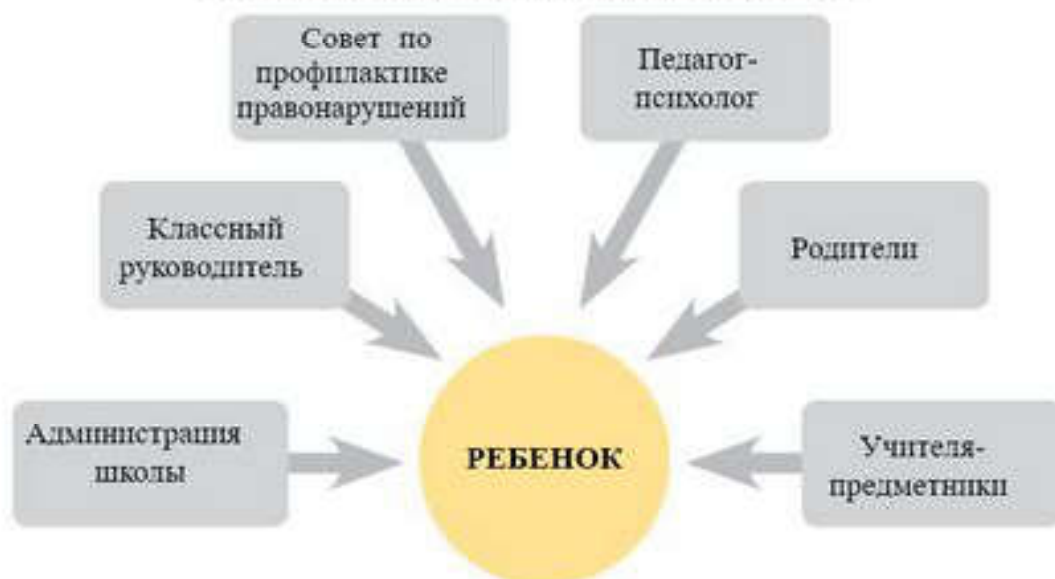 Совет по
профилактике
правонарушений
Педагог-
психолог
Классный
руководитель
Родители
Администрация
школы
РЕБЕНОК
Учителя-
предметники